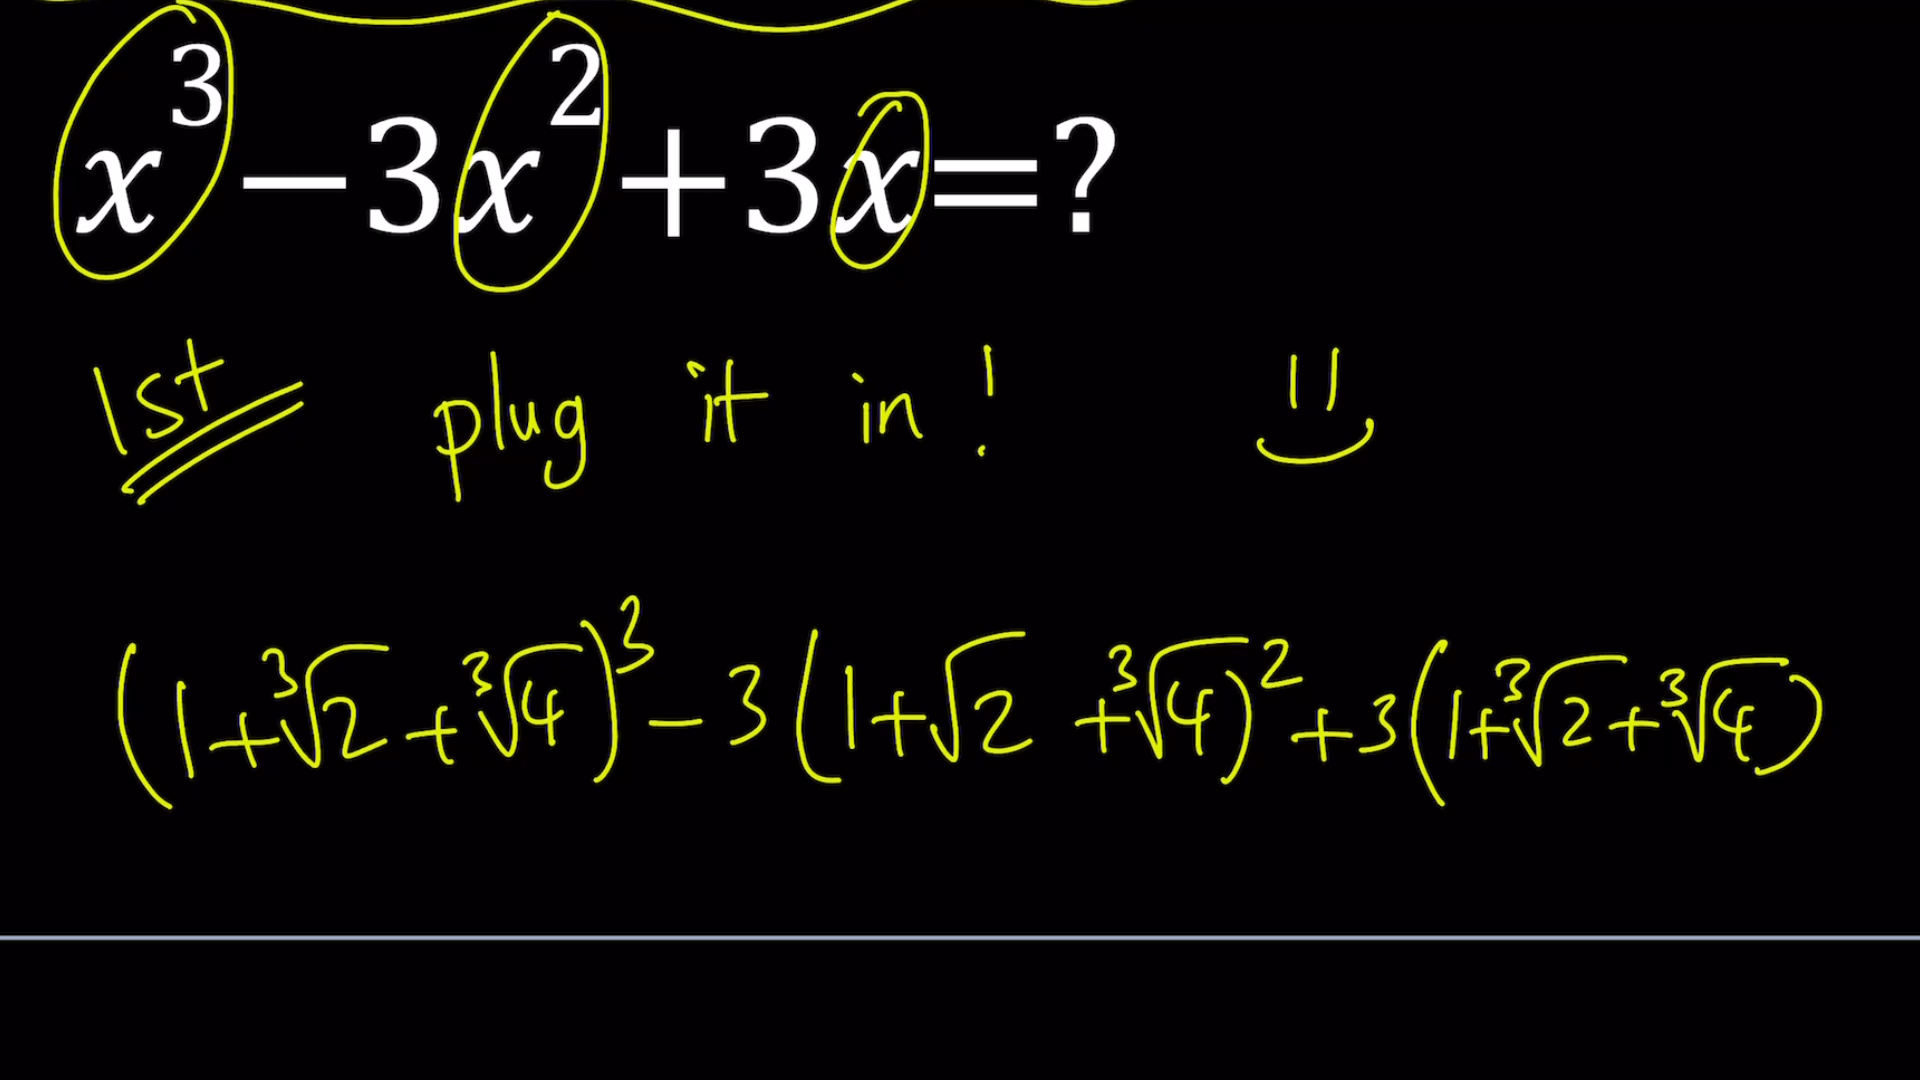 x³−3x²+3x=?
1st plug it in!
(1+∛2+∛4)³−3(1+√2 +∛4)²+3(1+∛2+∛4)